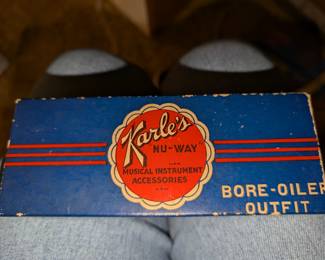 Karle's
"NU-WAY"
MUSICAL INSTRUMENT
ACCESSORIES
BORE-OILER
OUTFIT